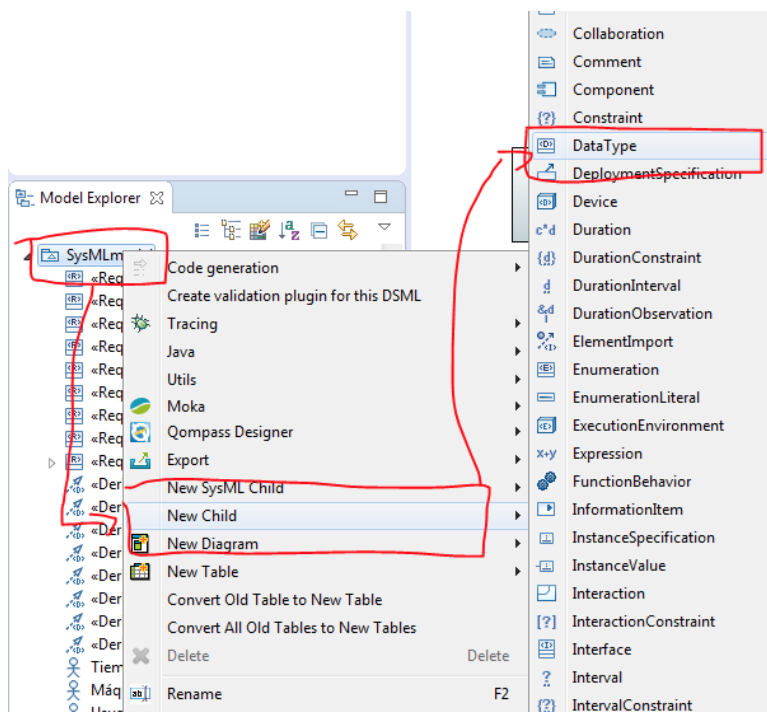 Model Explorer
SysMLm
«Req
«Req
«Req
«Req
«Req
«Req
«Req
«Req
«Req
«Der
«Der
«Der
«Der
«Der
«Der
«Der
«Der
Tiem
Máq
Code generation
Create validation plugin for this DSML
Tracing
Java
Utils
Moka
Qompass Designer
Export
New SysML Child
New Child
New Diagram
New Table
Convert Old Table to New Table
Convert All Old Tables to New Tables
Delete Delete
Rename F2
Collaboration
Comment
Component
Constraint
DataType
DeploymentSpecification
Device
Duration
DurationConstraint
DurationInterval
DurationObservation
ElementImport
Enumeration
EnumerationLiteral
ExecutionEnvironment
Expression
FunctionBehavior
InformationItem
InstanceSpecification
InstanceValue
Interaction
InteractionConstraint
Interface
Interval
IntervalConstraint